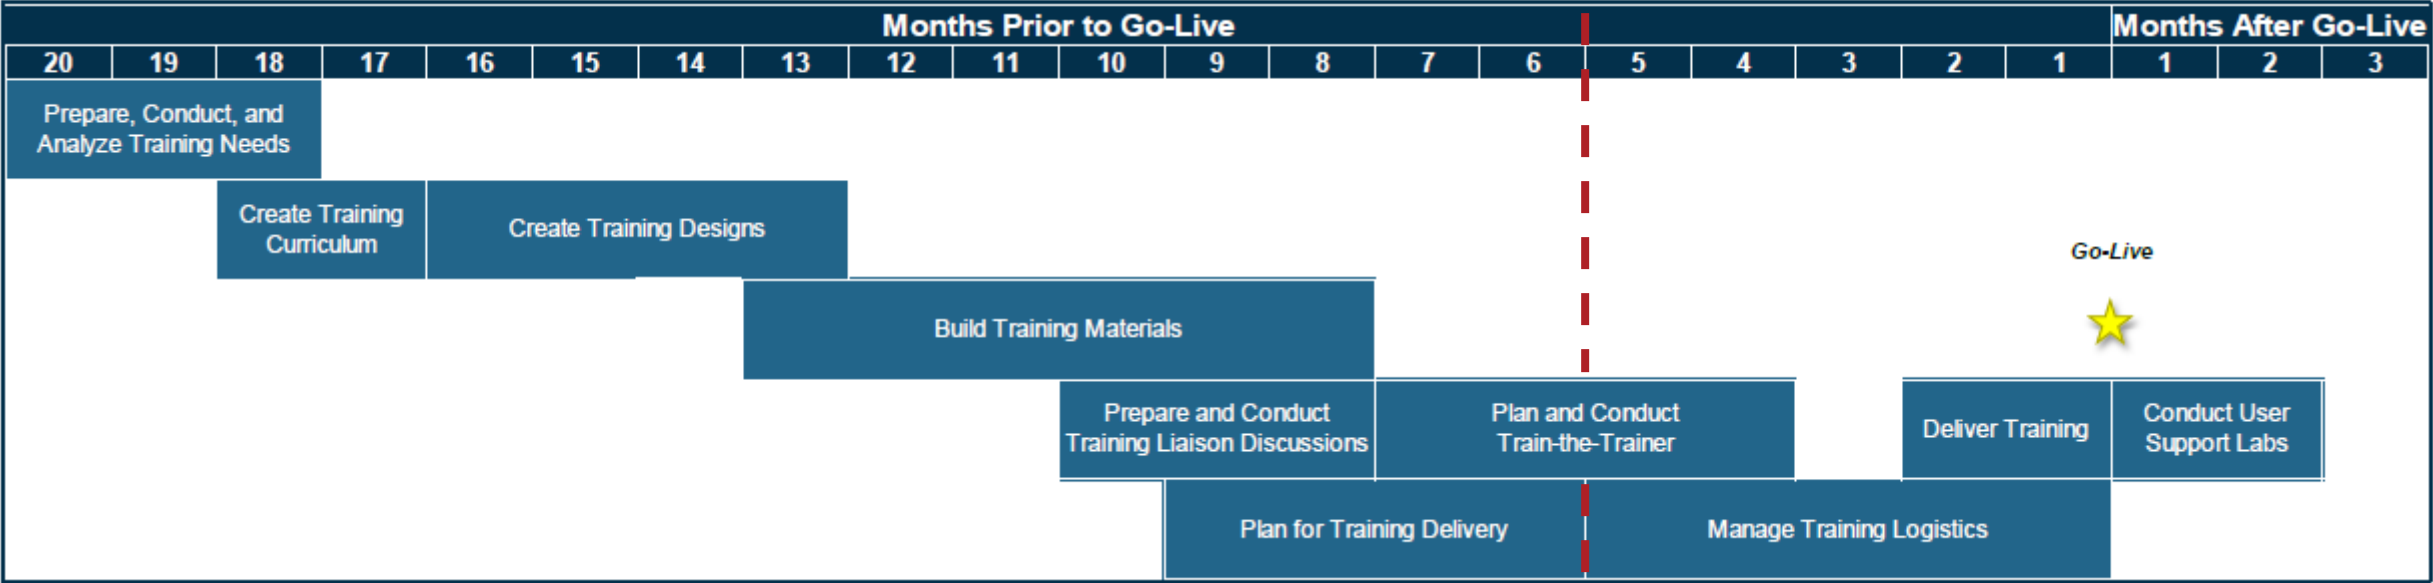 Months Prior to Go-Live Months After Go-Live
20 19 18 17 16 15 14 13 12 11 10 9 8 7 6 5 4 3 2 1 1 2 3
Prepare, Conduct, and
Analyze Training Needs
Create Training
Curriculum
Create Training Designs
Go-Live
Build Training Materials
Prepare and Conduct
Training Liaison Discussions
Plan and Conduct
Train-the-Trainer
Deliver Training
Conduct User
Support Labs
Plan for Training Delivery
Manage Training Logistics